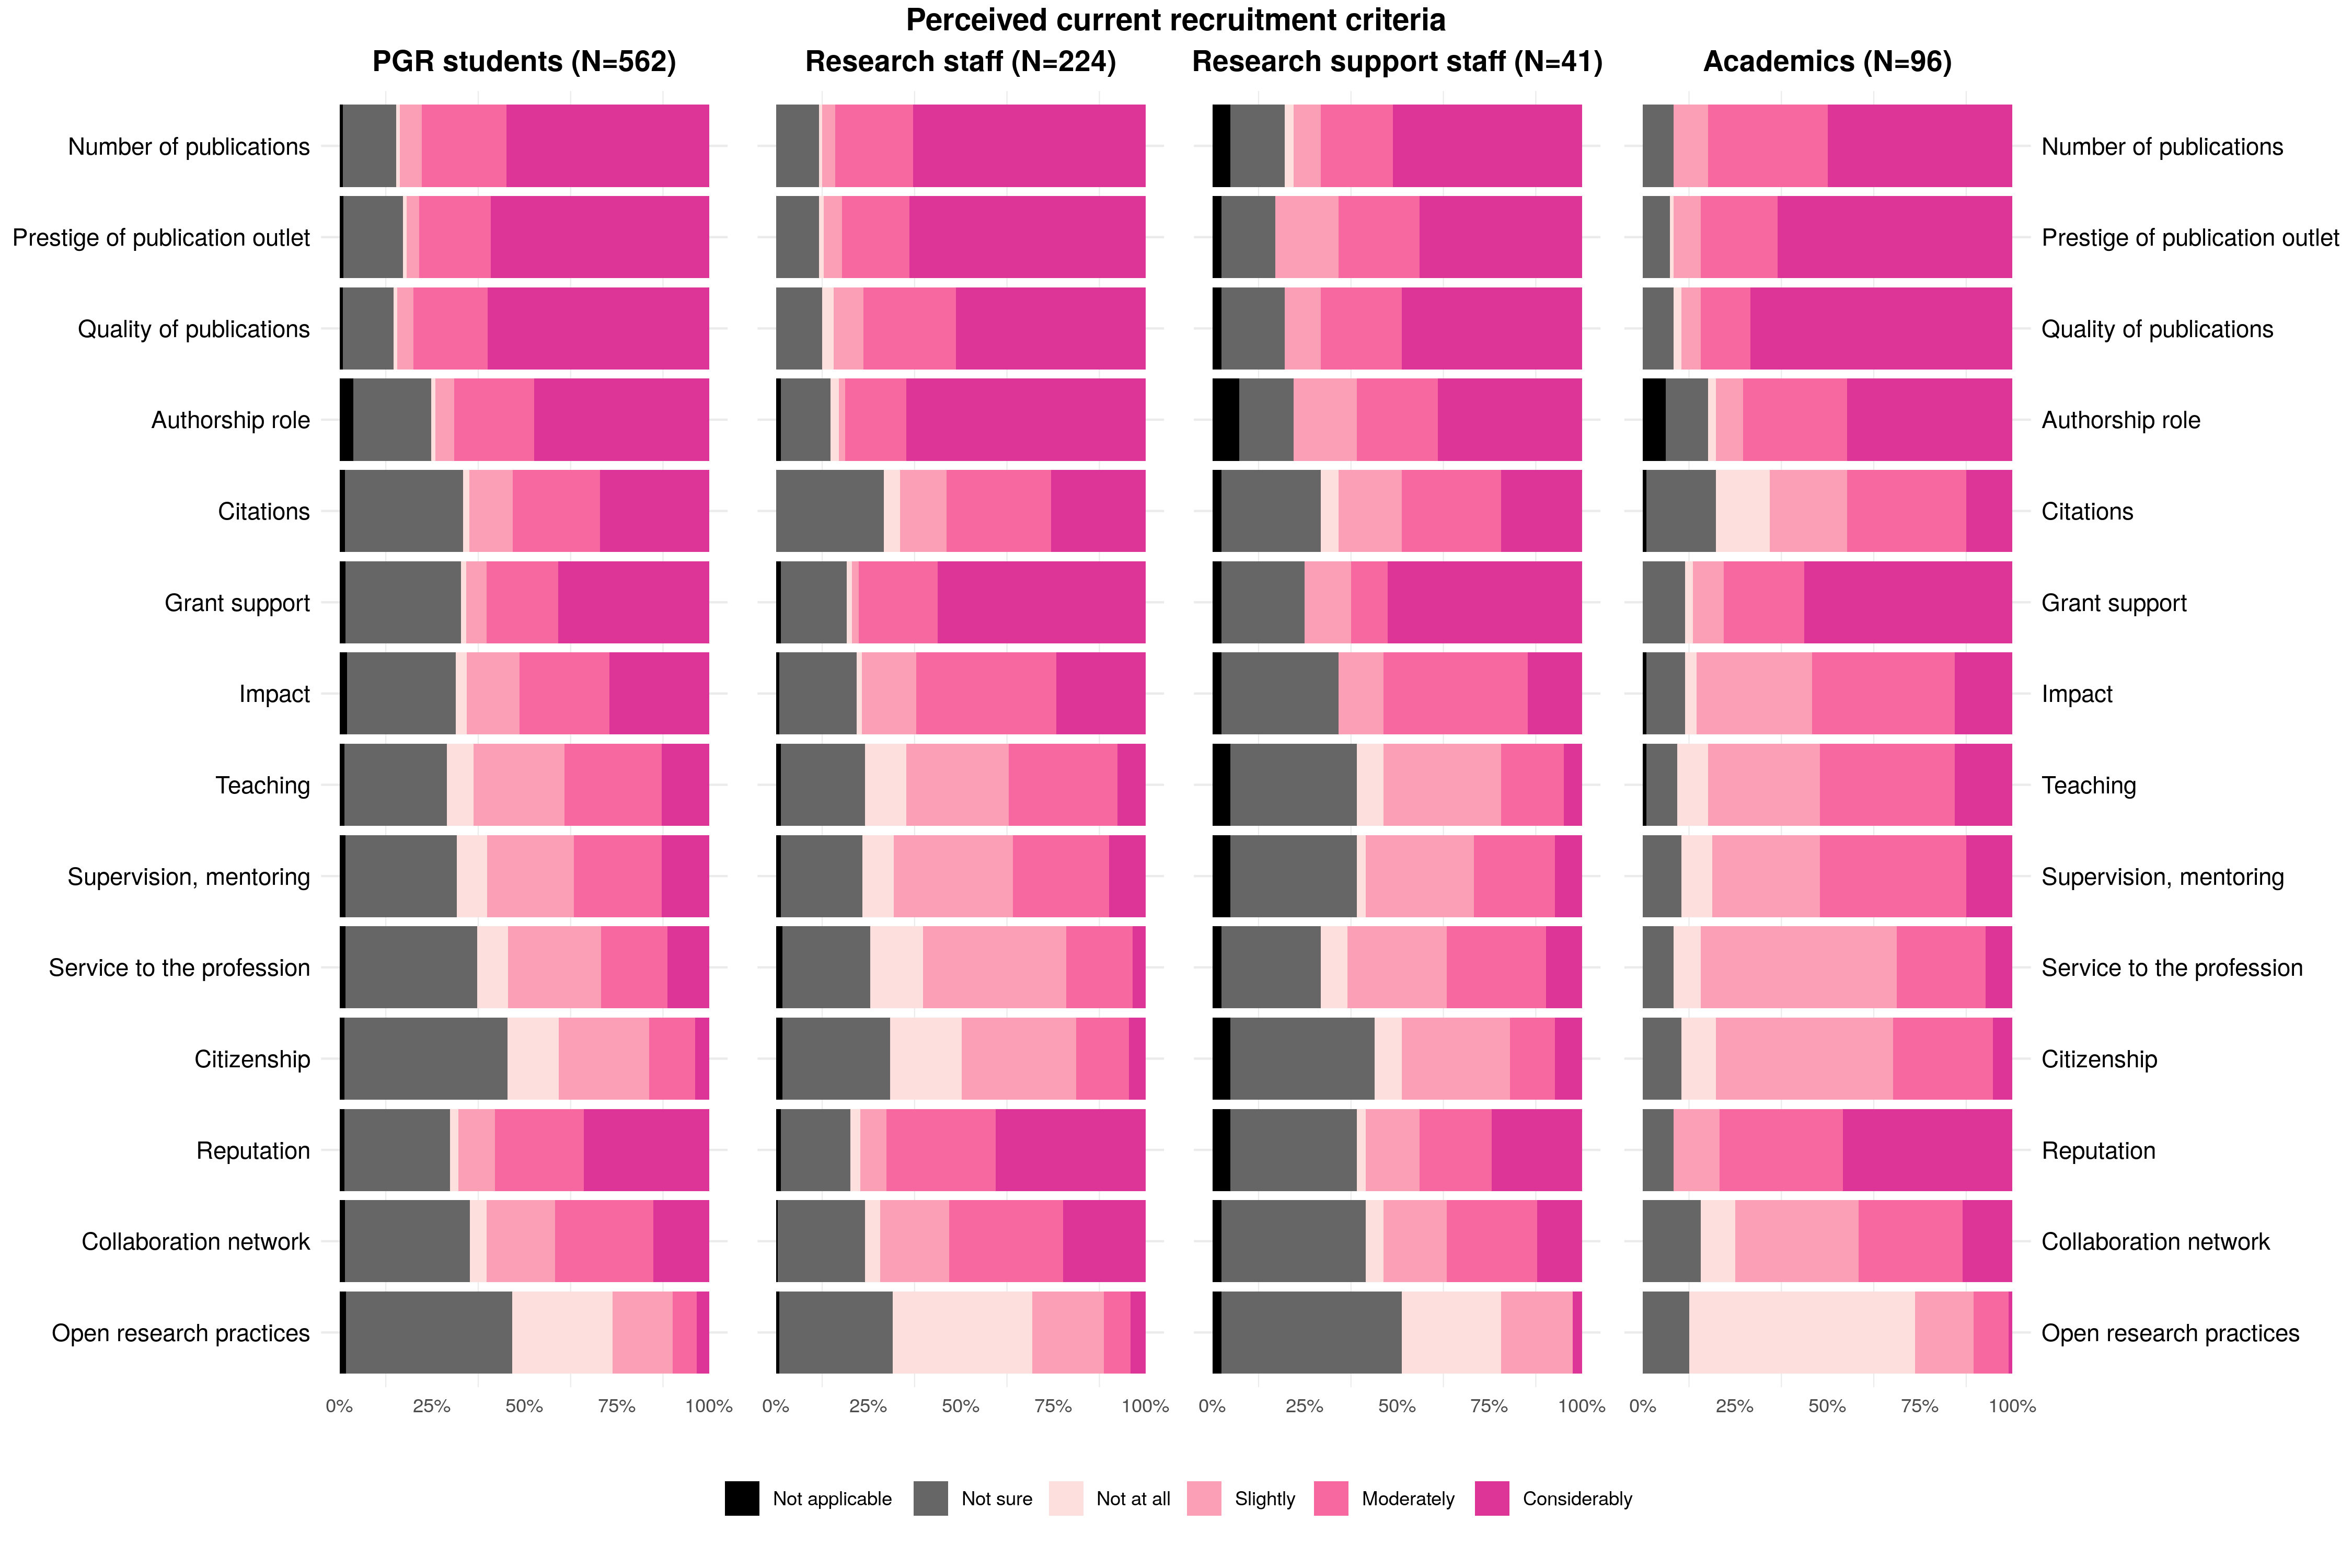 Perceived current recruitment criteria
PGR students (N=562)
Research staff (N=224)
Research support staff (N=41)
Academics (N=96)
Number of publications
Number of publications
Prestige of publication outlet
Prestige of publication outlet
Quality of publications
Quality of publications
Authorship role
Authorship role
Citations
Citations
Grant support
Grant support
Impact
Impact
Teaching
Teaching
Supervision, mentoring
Supervision, mentoring
Service to the profession
Service to the profession
Citizenship
Citizenship
Reputation
Reputation
Collaboration network
Collaboration network
Open research practices
Open research practices
0% 25% 50% 75% 100%
0% 25% 50% 75% 100%
0% 25% 50% 75% 100%
0% 25% 50% 75% 100%
Not applicable
Not sure
Not at all
Slightly
Moderately
Considerably